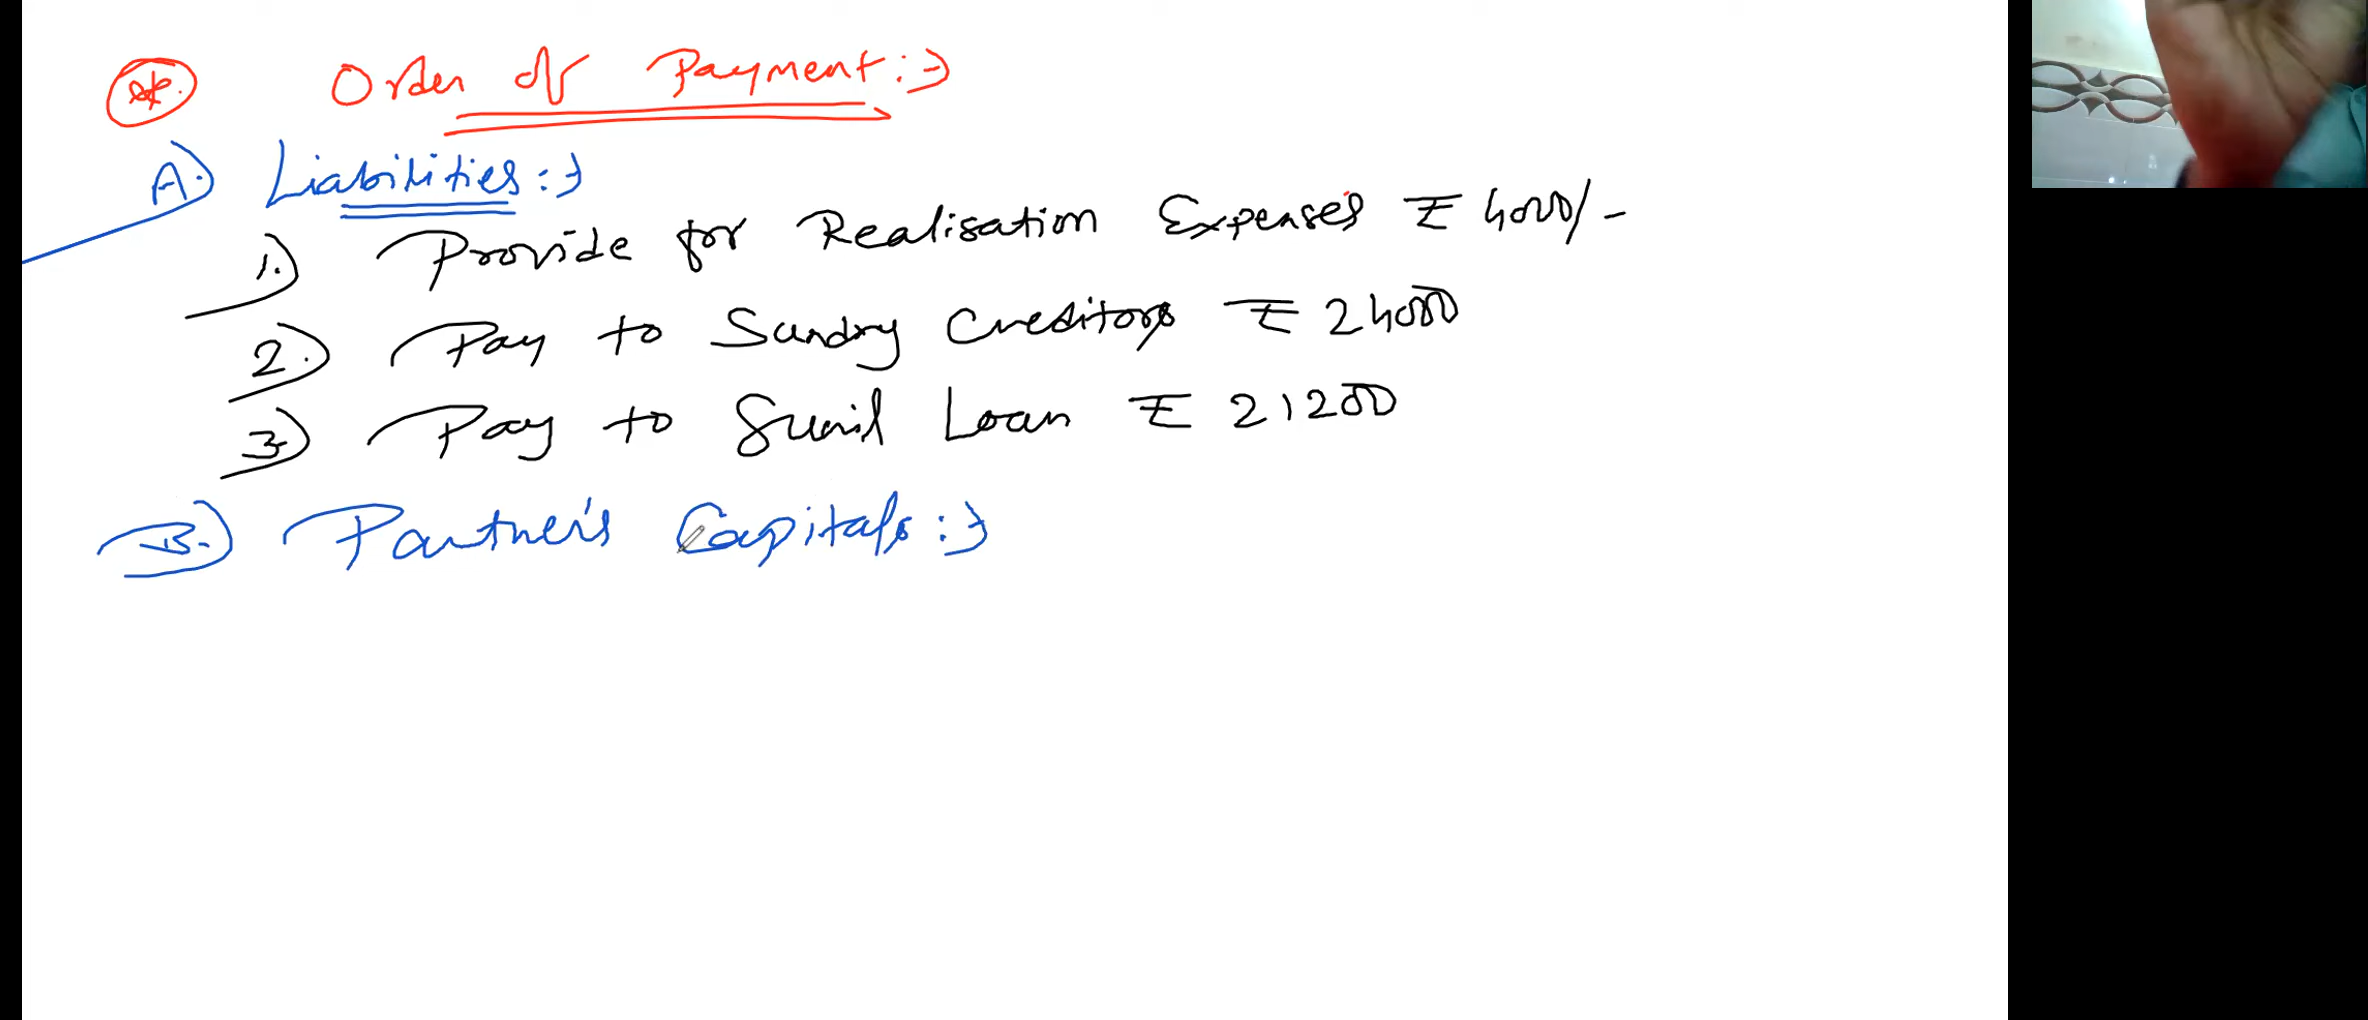 * Order of Payment :→
A.) Liabilities :→
1.) Provide for Realisation Expenses ₹ 4000/-
2.) Pay to Sundry Creditors ₹ 24000
3.) Pay to Sunil Loan ₹ 21200
B.) Partner's Capitals :→